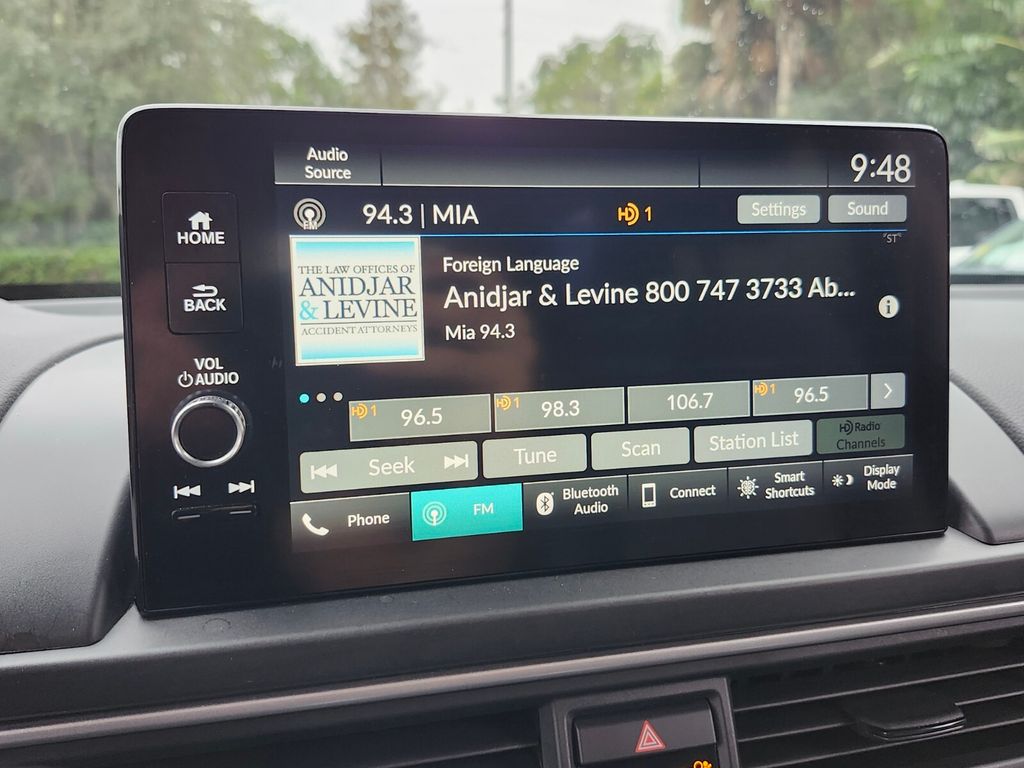 Audio
Source
9:48
HOME
BACK
VOL
AUDIO
FM
94.3 | MIA
HD 1
Settings
Sound
"ST"
THE LAW OFFICES OF
ANIDJAR
& LEVINE
ACCIDENT ATTORNEYS
Foreign Language
Anidjar & Levine 800 747 3733 Ab...
Mia 94.3
i
HD 1
96.5
HD 1
98.3
106.7
HD 1
96.5
Seek
Tune
Scan
Station List
HD Radio
Channels
Phone
FM
Bluetooth
Audio
Connect
Smart
Shortcuts
Display
Mode